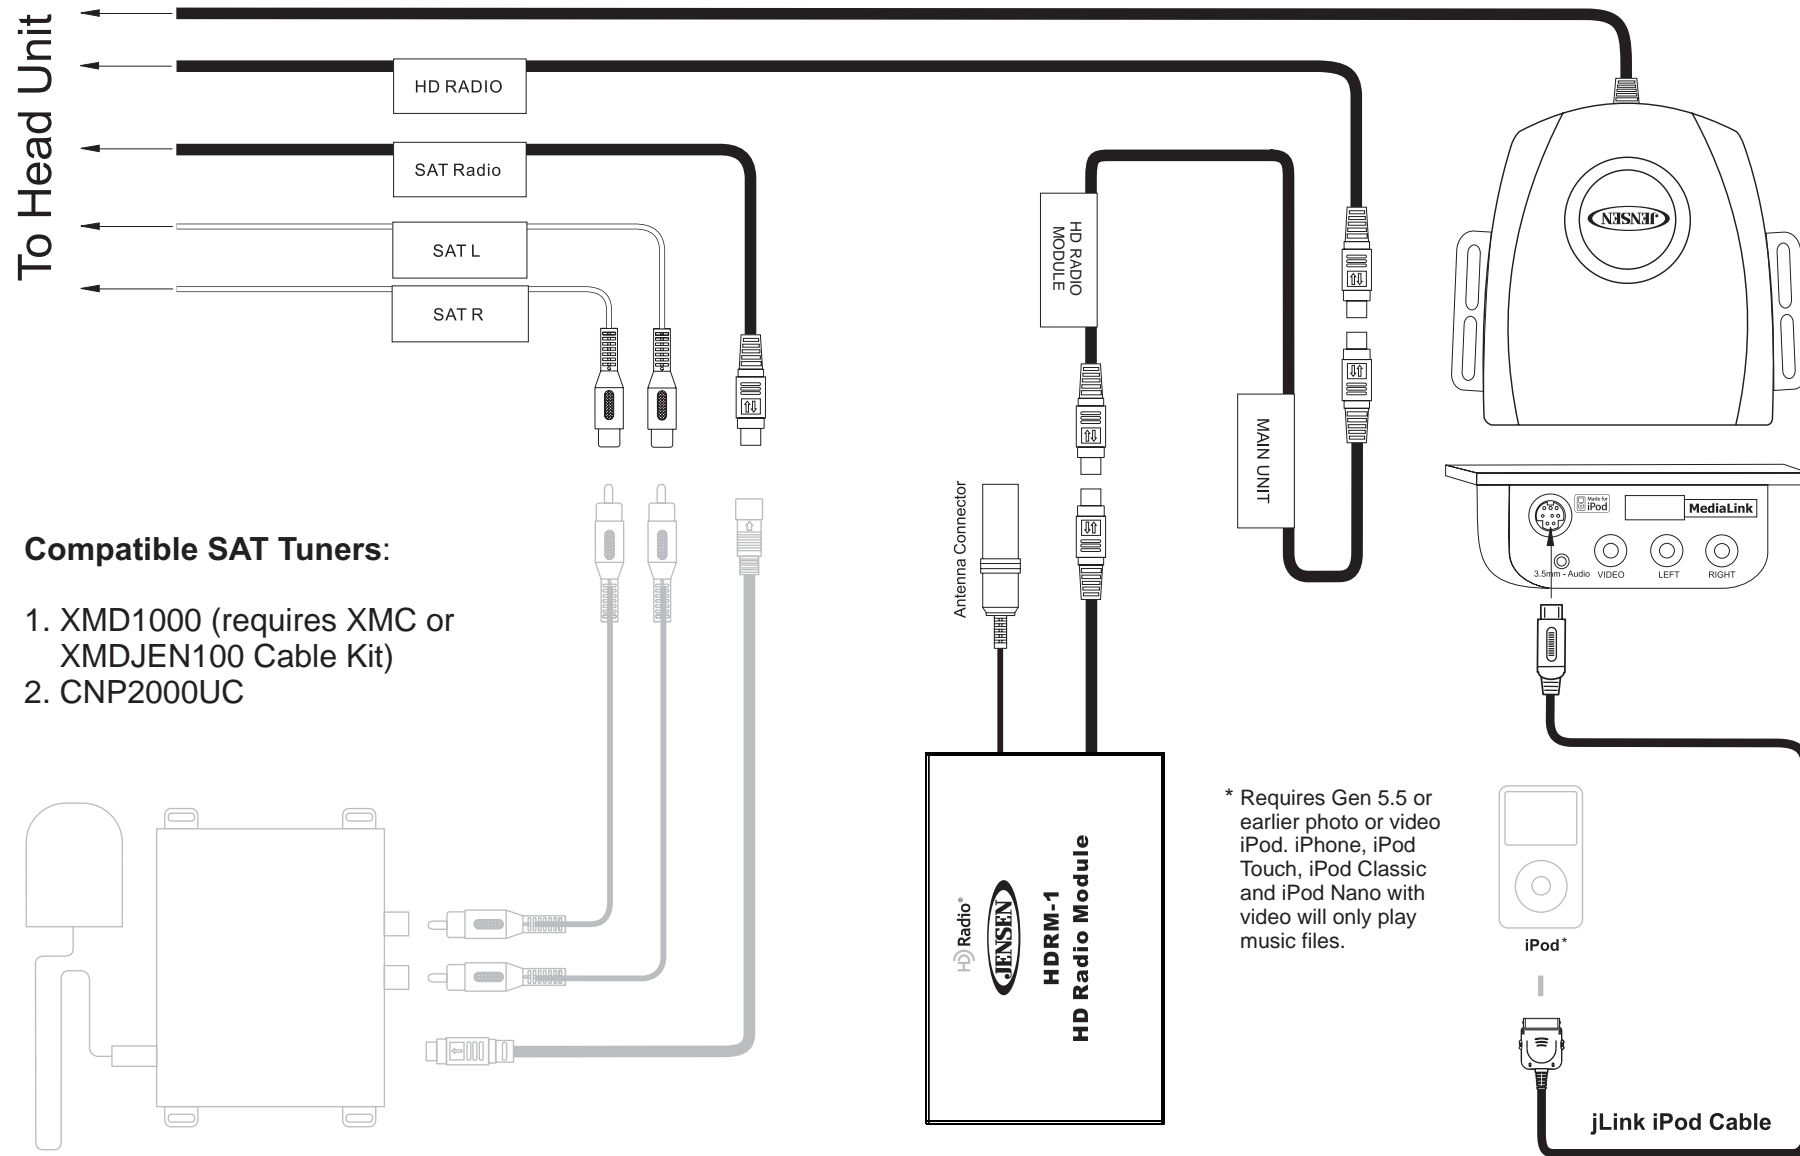 To Head Unit
HD RADIO
SAT Radio
SAT L
SAT R
HD RADIO
MODULE
MAIN UNIT
JENSEN
Made for
iPod
MediaLink
3.5mm - Audio
VIDEO
LEFT
RIGHT
Antenna Connector
Compatible SAT Tuners:
1. XMD1000 (requires XMC or
XMDJEN100 Cable Kit)
2. CNP2000UC
HD Radio®
JENSEN
HDRM-1
HD Radio Module
* Requires Gen 5.5 or
earlier photo or video
iPod. iPhone, iPod
Touch, iPod Classic
and iPod Nano with
video will only play
music files.
iPod*
jLink iPod Cable